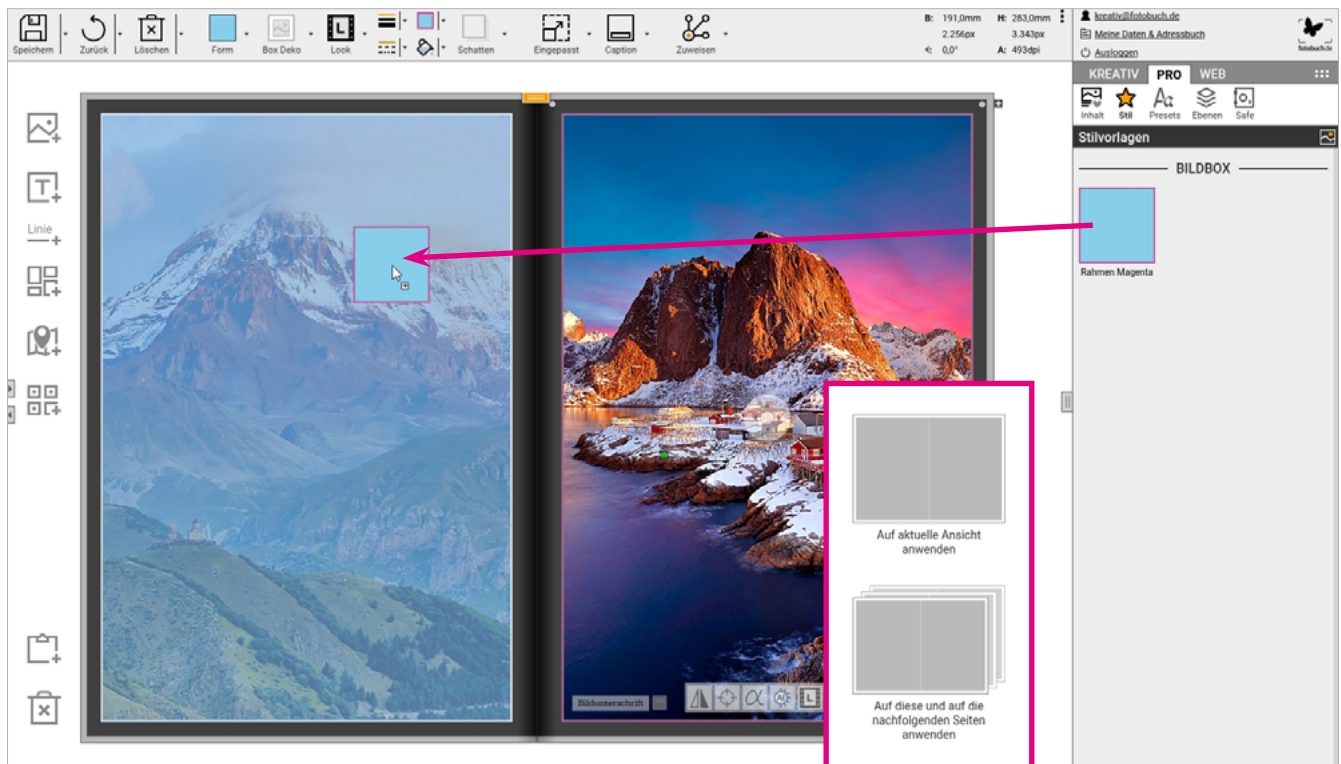 Speichern
Zurück
Löschen
Form
Box Deko
L
Look
Schatten
Eingepasst
Caption
Zuweisen
B: 191,0mm H: 283,0mm
2.256px 3.343px
0,0° A: 493dpi
kreativ@fotobuch.de
Meine Daten & Adressbuch
Ausloggen
fotobuch.de
KREATIV PRO WEB
Inhalt Stil Presets Ebenen Safe
Stilvorlagen
BILDBOX
Rahmen Magenta
T
Linie
Auf aktuelle Ansicht
anwenden
Auf diese und auf die
nachfolgenden Seiten
anwenden
Bildunterschrift
α
AI
L